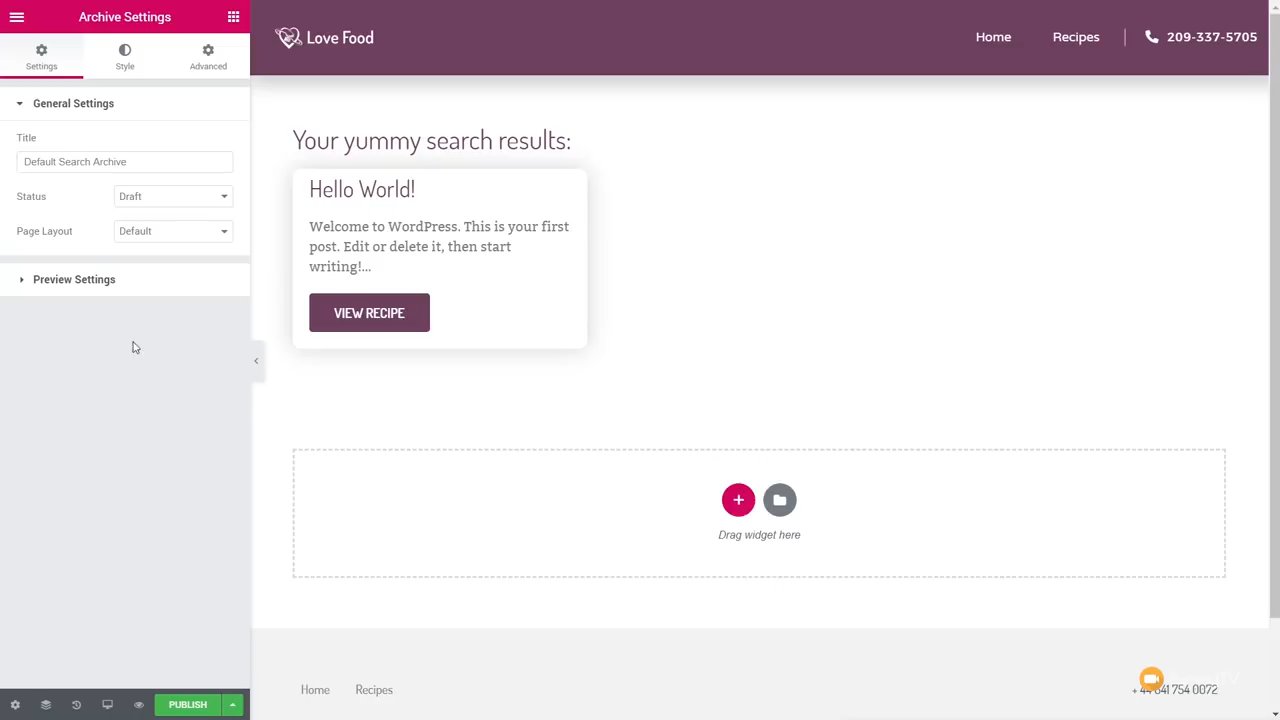 Archive Settings
Settings
Style
Advanced
General Settings
Title
Default Search Archive
Status
Draft
Page Layout
Default
Preview Settings
PUBLISH
Love Food
Home
Recipes
209-337-5705
Your yummy search results:
Hello World!
Welcome to WordPress. This is your first
post. Edit or delete it, then start
writing!...
VIEW RECIPE
Drag widget here
Home
Recipes
754 0072